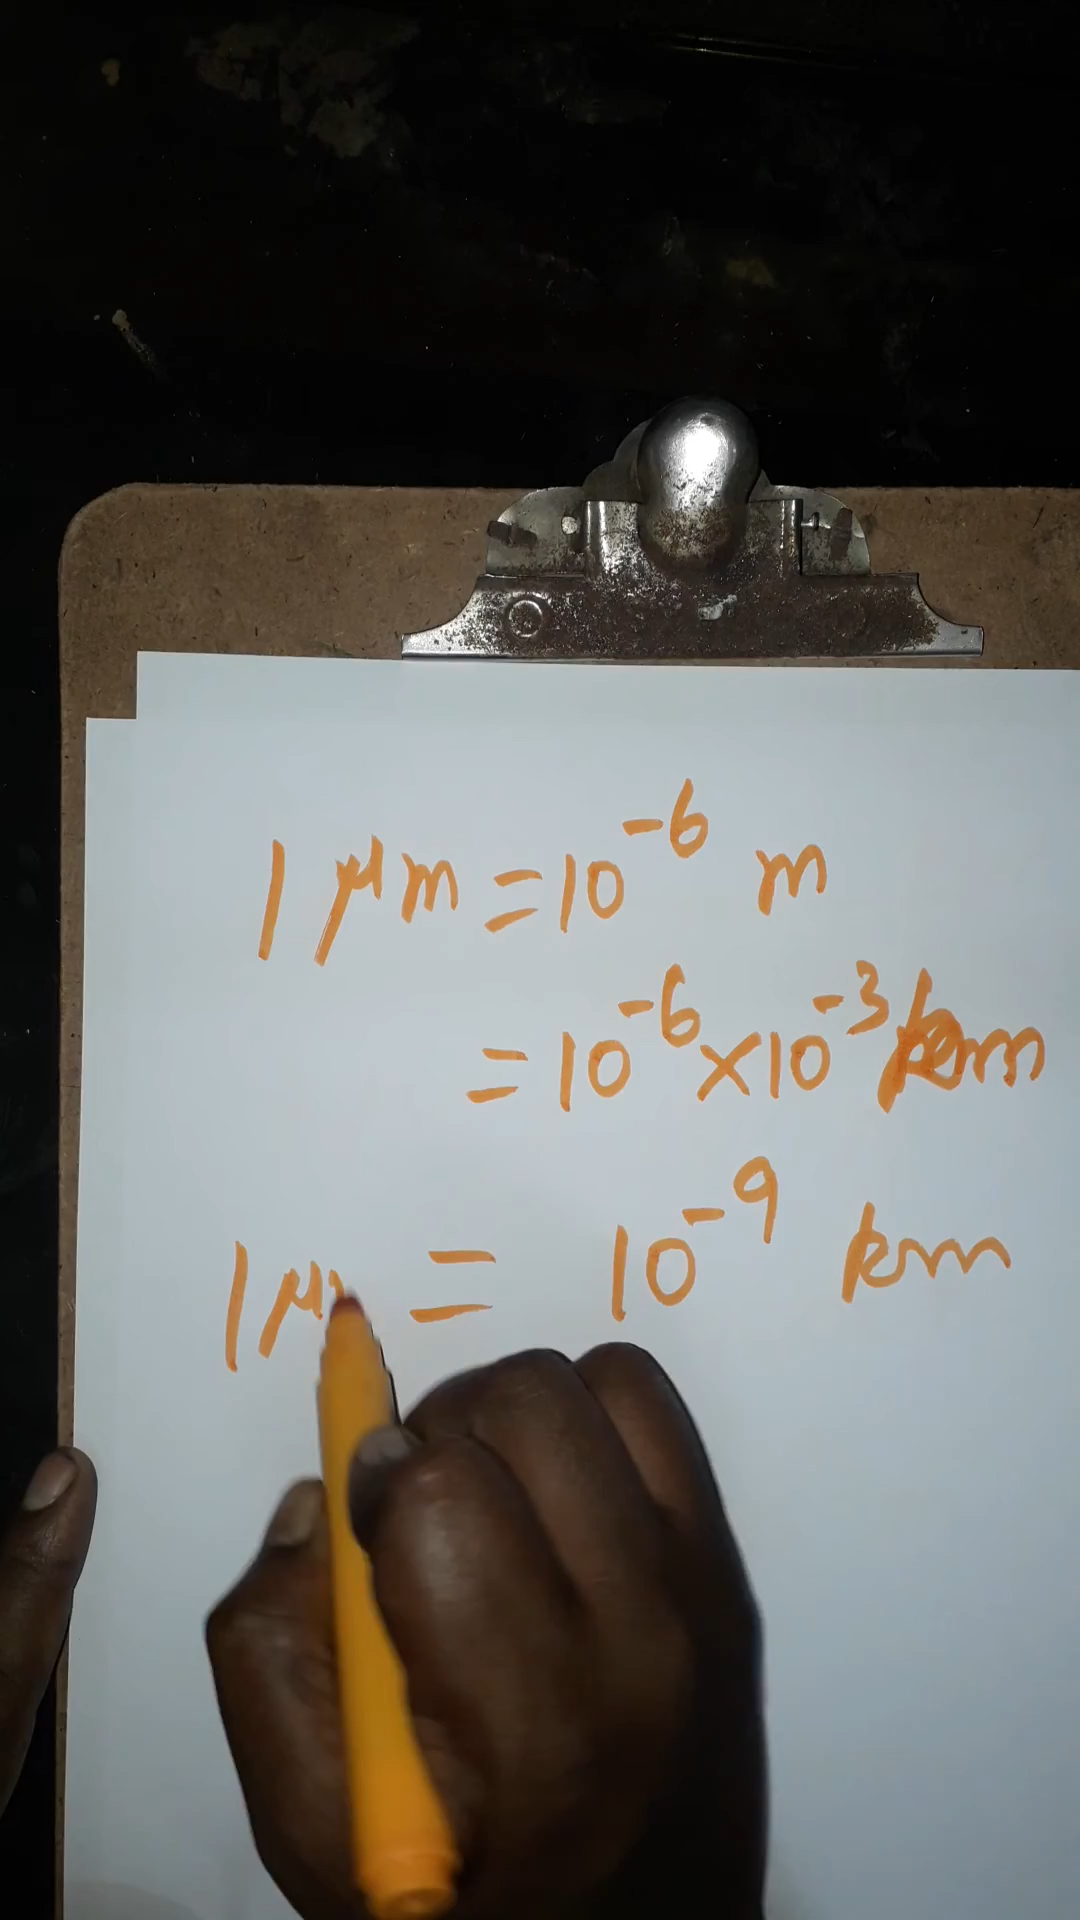 1 μm = 10⁻⁶ m
= 10⁻⁶ × 10⁻³ km
1 μ = 10⁻⁹ km